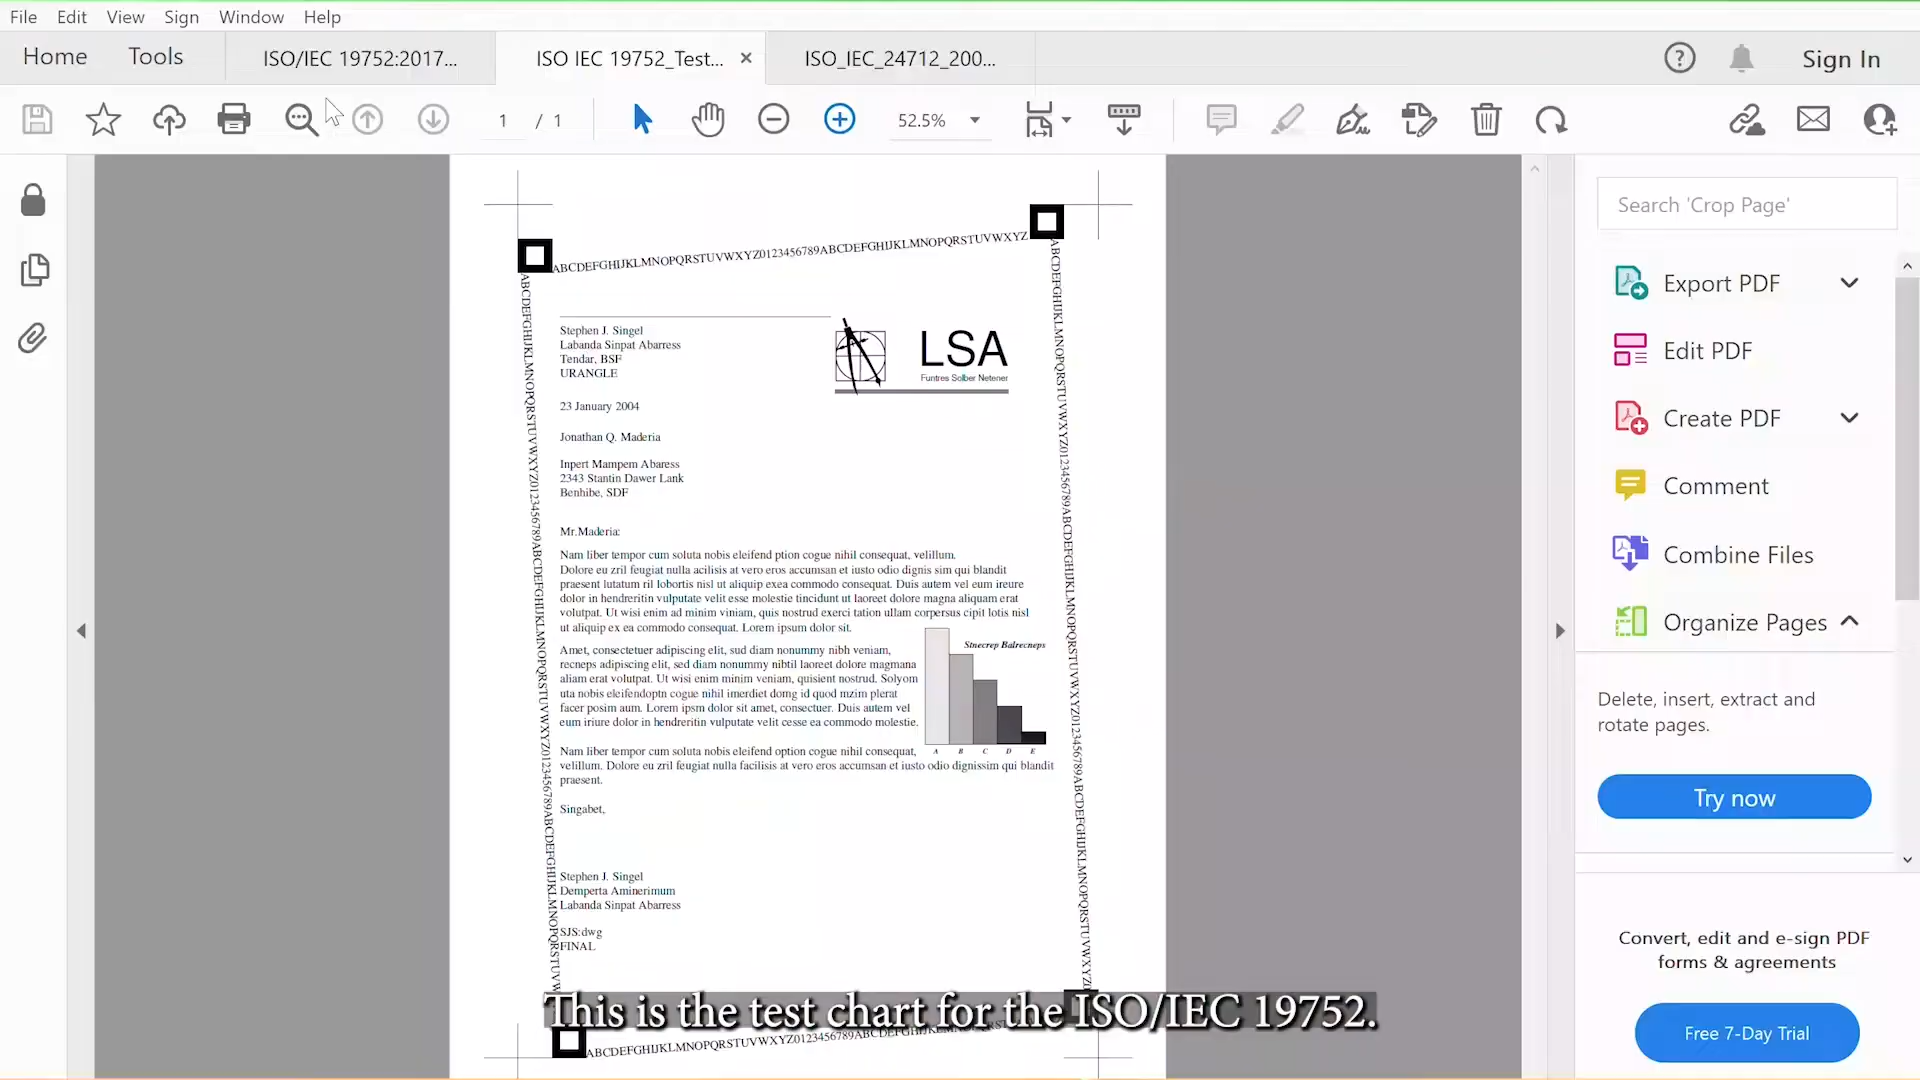 File Edit View Sign Window Help
Home Tools ISO/IEC 19752:2017... ISO IEC 19752_Test... ISO_IEC_24712_200... Sign In
1 / 1 52.5%
ABCDEFGHIJKLMNOPQRSTUVWXYZ0123456789ABCDEFGHIJKLMNOPQRSTUVWXYZ
Stephen J. Singel
Labanda Sinpat Abarress
Tendar, BSF
URANGLE
LSA
Funtres Solber Netener
23 January 2004
Jonathan Q. Maderia
Inpert Mampem Abaress
2343 Stantin Dawer Lank
Benhibe, SDF
Mr.Maderia:
Nam liber tempor cum soluta nobis eleifend ption cogue nihil consequat, velillum.
Dolore eu zril feugiat nulla acilisis at vero eros accumsan et iusto odio dignis sim qui blandit
praesent lutatum ril lobortis nisl ut aliquip exea commodo consequat. Duis autem vel eum ireure
dolor in hendreritin vulputate velit esse molestie tincidunt ut laoreet dolore magna aliquam erat
volutpat. Ut wisi enim ad minim viniam, quis nostrud exerci tation ullam corpersus cipit lotis nisl
ut aliquip ex ea commodo consequat. Lorem ipsum dolor sit.
Amet, consectetuer adipiscing elit, sud diam nonummy nibh veniam,
recneps adipiscing elit, sed diam nonummy nibtil laoreet dolore magmana
aliam erat volutpat. Ut wisi enim minim veniam, quisient nostrud. Solyom
uta nobis eleifendoptn cogue nihil imerdiet domg id quod mzim plerat
facer posim aum. Lorem ipsm dolor sit amet, consectuer. Duis autem vel
eum iriure dolor in hendreritin vulputate velit cesse ea commodo molestie.
Stnecrep Balrecneps
A B C D E
Nam liber tempor cum soluta nobis eleifend option cogue nihil consequat,
velillum. Dolore eu zril feugiat nulla facilisis at vero eros accumsan et iusto odio dignissim qui blandit
praesent.
Singabet,
Stephen J. Singel
Demperta Aminerimum
Labanda Sinpat Abarress
SJS:dwg
FINAL
ABCDEFGHIJKLMNOPQRSTUVWXYZ0123456789ABCDEFGHIJKLMNOPQRSTUVWXYZ0123456789ABCDEFGHIJKLMNOPQRSTUVW
ABCDEFGHIJKLMNOPQRSTUVWXYZ0123456789ABCDEFGHIJKLMNOPQRSTUVWXYZ0123456789ABCDEFGHIJKLMNOPQRSTUVWXYZ0
This is the test chart for the ISO/IEC 19752.
ABCDEFGHIJKLMNOPQRSTUVWXYZ0123456789ABCDEFGHIJKLMNOPQRS
Search 'Crop Page'
Export PDF
Edit PDF
Create PDF
Comment
Combine Files
Organize Pages
Delete, insert, extract and
rotate pages.
Try now
Convert, edit and e-sign PDF
forms & agreements
Free 7-Day Trial